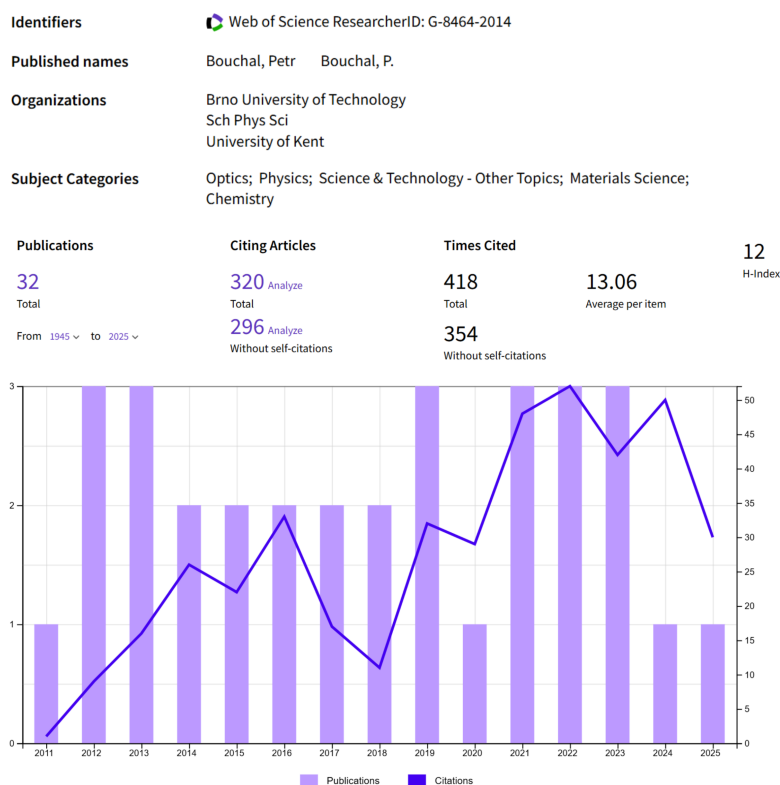 Identifiers
Web of Science ResearcherID: G-8464-2014
Published names
Bouchal, Petr Bouchal, P.
Organizations
Brno University of Technology
Sch Phys Sci
University of Kent
Subject Categories
Optics; Physics; Science & Technology - Other Topics; Materials Science;
Chemistry
Publications
32
Total
From 1945 to 2025
Citing Articles
320 Analyze
Total
296 Analyze
Without self-citations
Times Cited
418
Total
354
Without self-citations
13.06
Average per item
12
H-Index
3
2
1
0
50
45
40
35
30
25
20
15
10
5
0
2011 2012 2013 2014 2015 2016 2017 2018 2019 2020 2021 2022 2023 2024 2025
Publications Citations